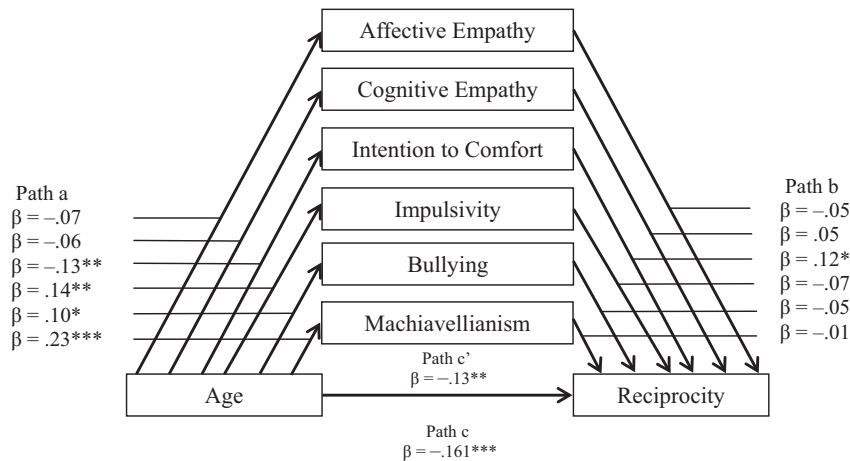 Affective Empathy
Cognitive Empathy
Intention to Comfort
Impulsivity
Bullying
Machiavellianism
Path a
β = –.07
β = –.06
β = –.13**
β = .14**
β = .10*
β = .23***
Path b
β = –.05
β = .05
β = .12*
β = –.07
β = –.05
β = –.01
Path c’
β = –.13**
Age
Reciprocity
Path c
β = –.161***